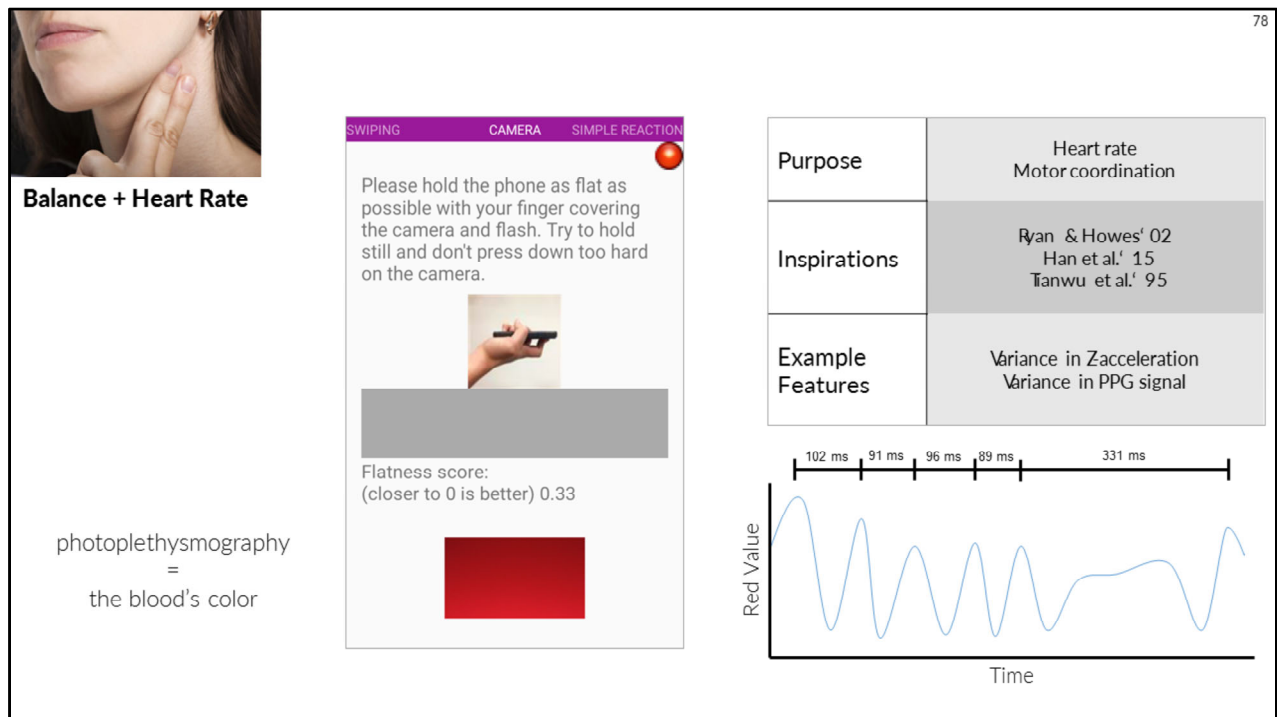 78
Balance + Heart Rate
photoplethysmography
=
the blood's color
SWIPING CAMERA SIMPLE REACTION
Please hold the phone as flat as
possible with your finger covering
the camera and flash. Try to hold
still and don't press down too hard
on the camera.
Flatness score:
(closer to 0 is better) 0.33
Purpose
Heart rate
Motor coordination
Inspirations
Ryan & Howes‘ 02
Han et al.‘ 15
Tianwu et al.‘ 95
Example
Features
Variance in Z-acceleration
Variance in PPG signal
102 ms 91 ms 96 ms 89 ms 331 ms
Red Value
Time